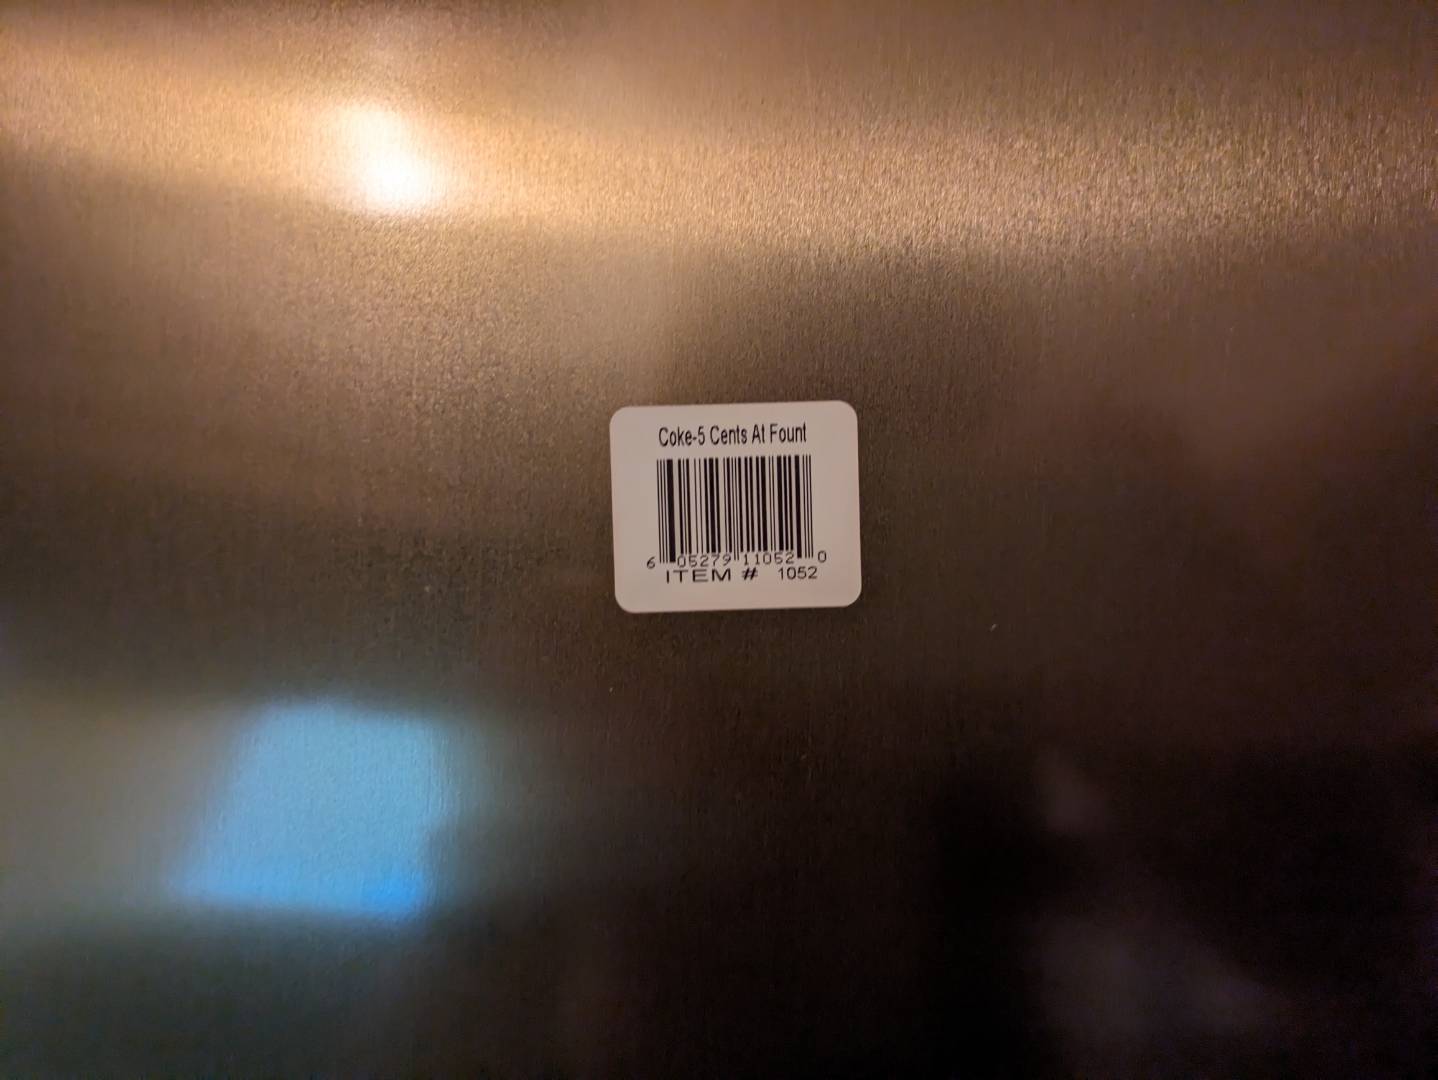 Coke-5 Cents At Fount
6 05279 11052 0
ITEM # 1052